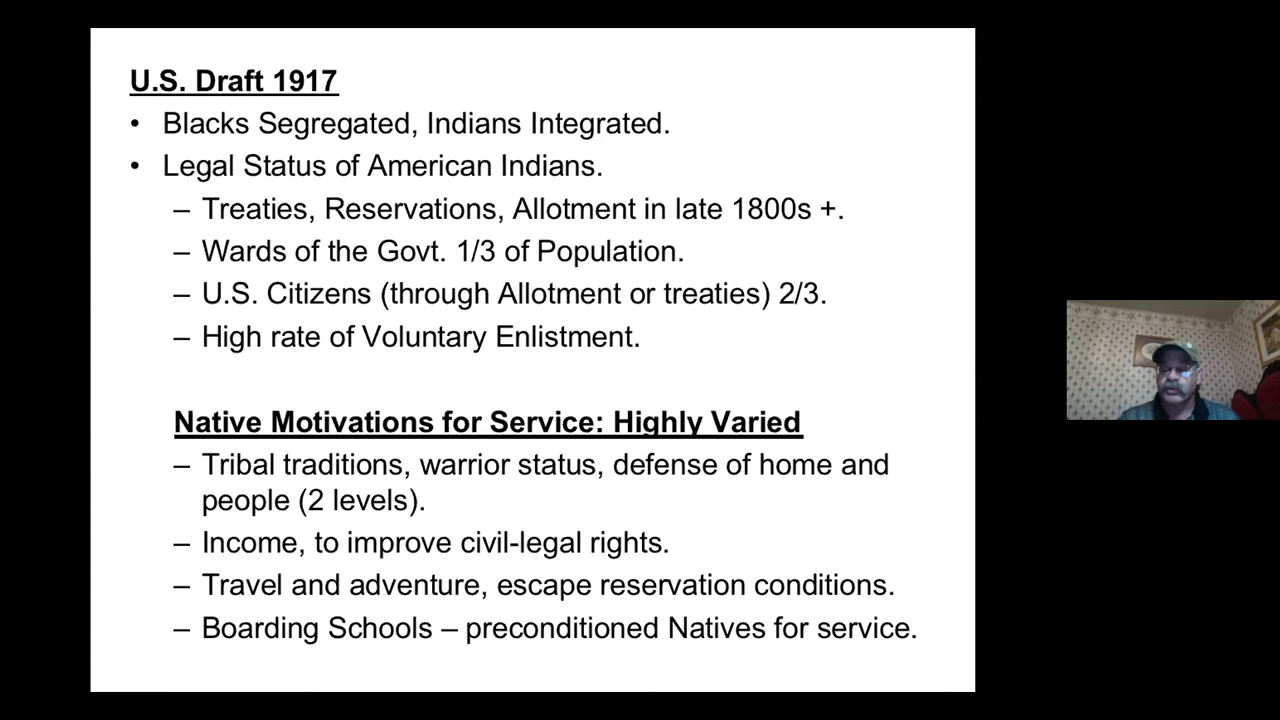 U.S. Draft 1917
• Blacks Segregated, Indians Integrated.
• Legal Status of American Indians.
– Treaties, Reservations, Allotment in late 1800s +.
– Wards of the Govt. 1/3 of Population.
– U.S. Citizens (through Allotment or treaties) 2/3.
– High rate of Voluntary Enlistment.
Native Motivations for Service: Highly Varied
– Tribal traditions, warrior status, defense of home and
people (2 levels).
– Income, to improve civil-legal rights.
– Travel and adventure, escape reservation conditions.
– Boarding Schools – preconditioned Natives for service.